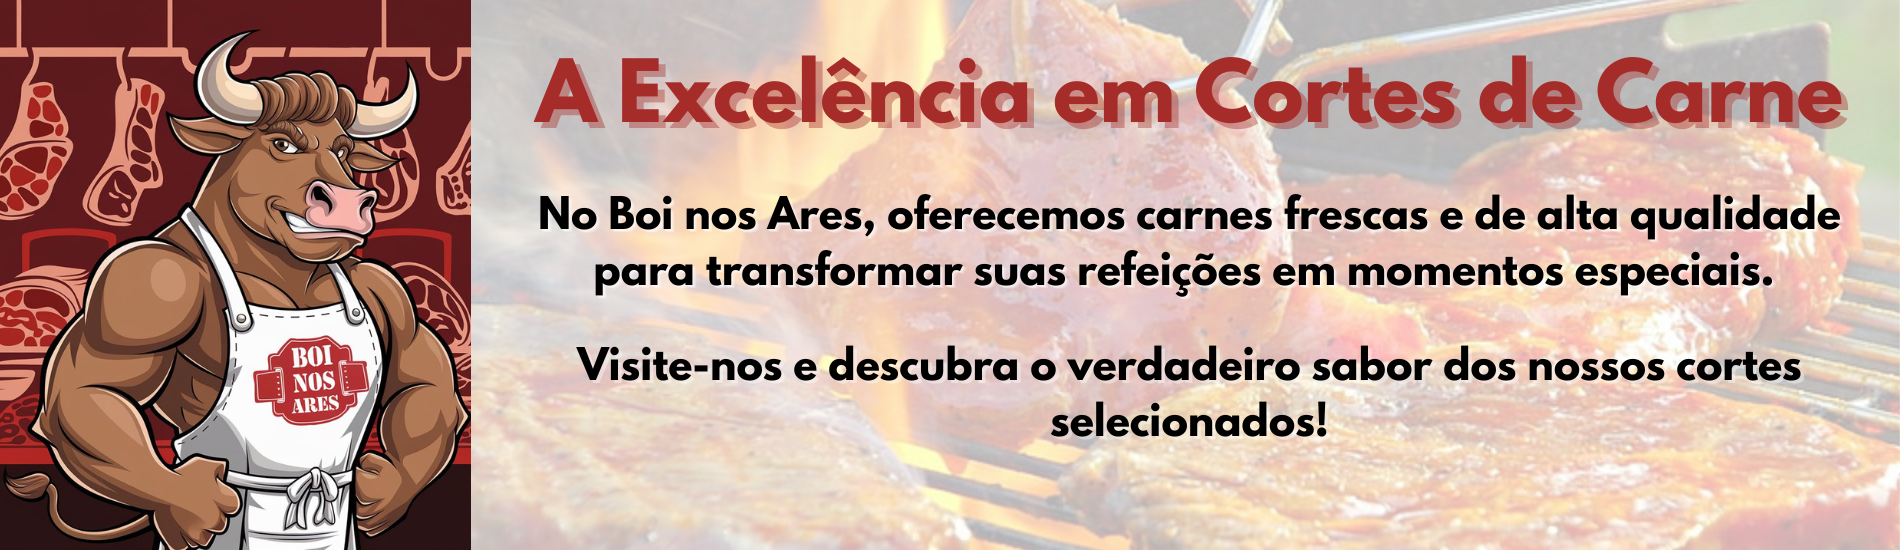 A Excelência em Cortes de Carne
No Boi nos Ares, oferecemos carnes frescas e de alta qualidade
para transformar suas refeições em momentos especiais.
Visite-nos e descubra o verdadeiro sabor dos nossos cortes
selecionados!
BOI
NOS
ARES